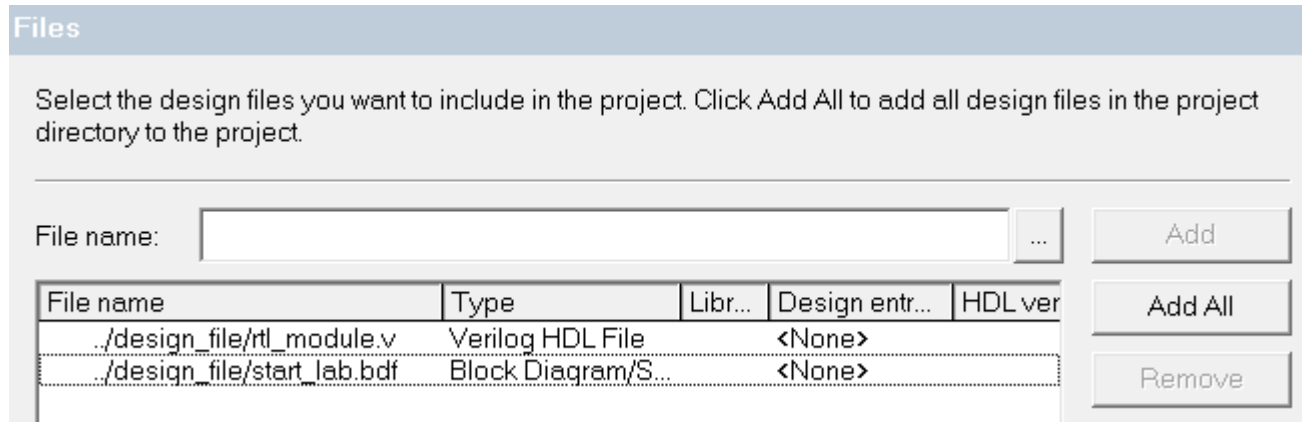 Files
Select the design files you want to include in the project. Click Add All to add all design files in the project
directory to the project.
File name: ... Add
File name Type Libr... Design entr... HDL ver Add All
../design_file/rtl_module.v Verilog HDL File <None>
../design_file/start_lab.bdf Block Diagram/S... <None> Remove